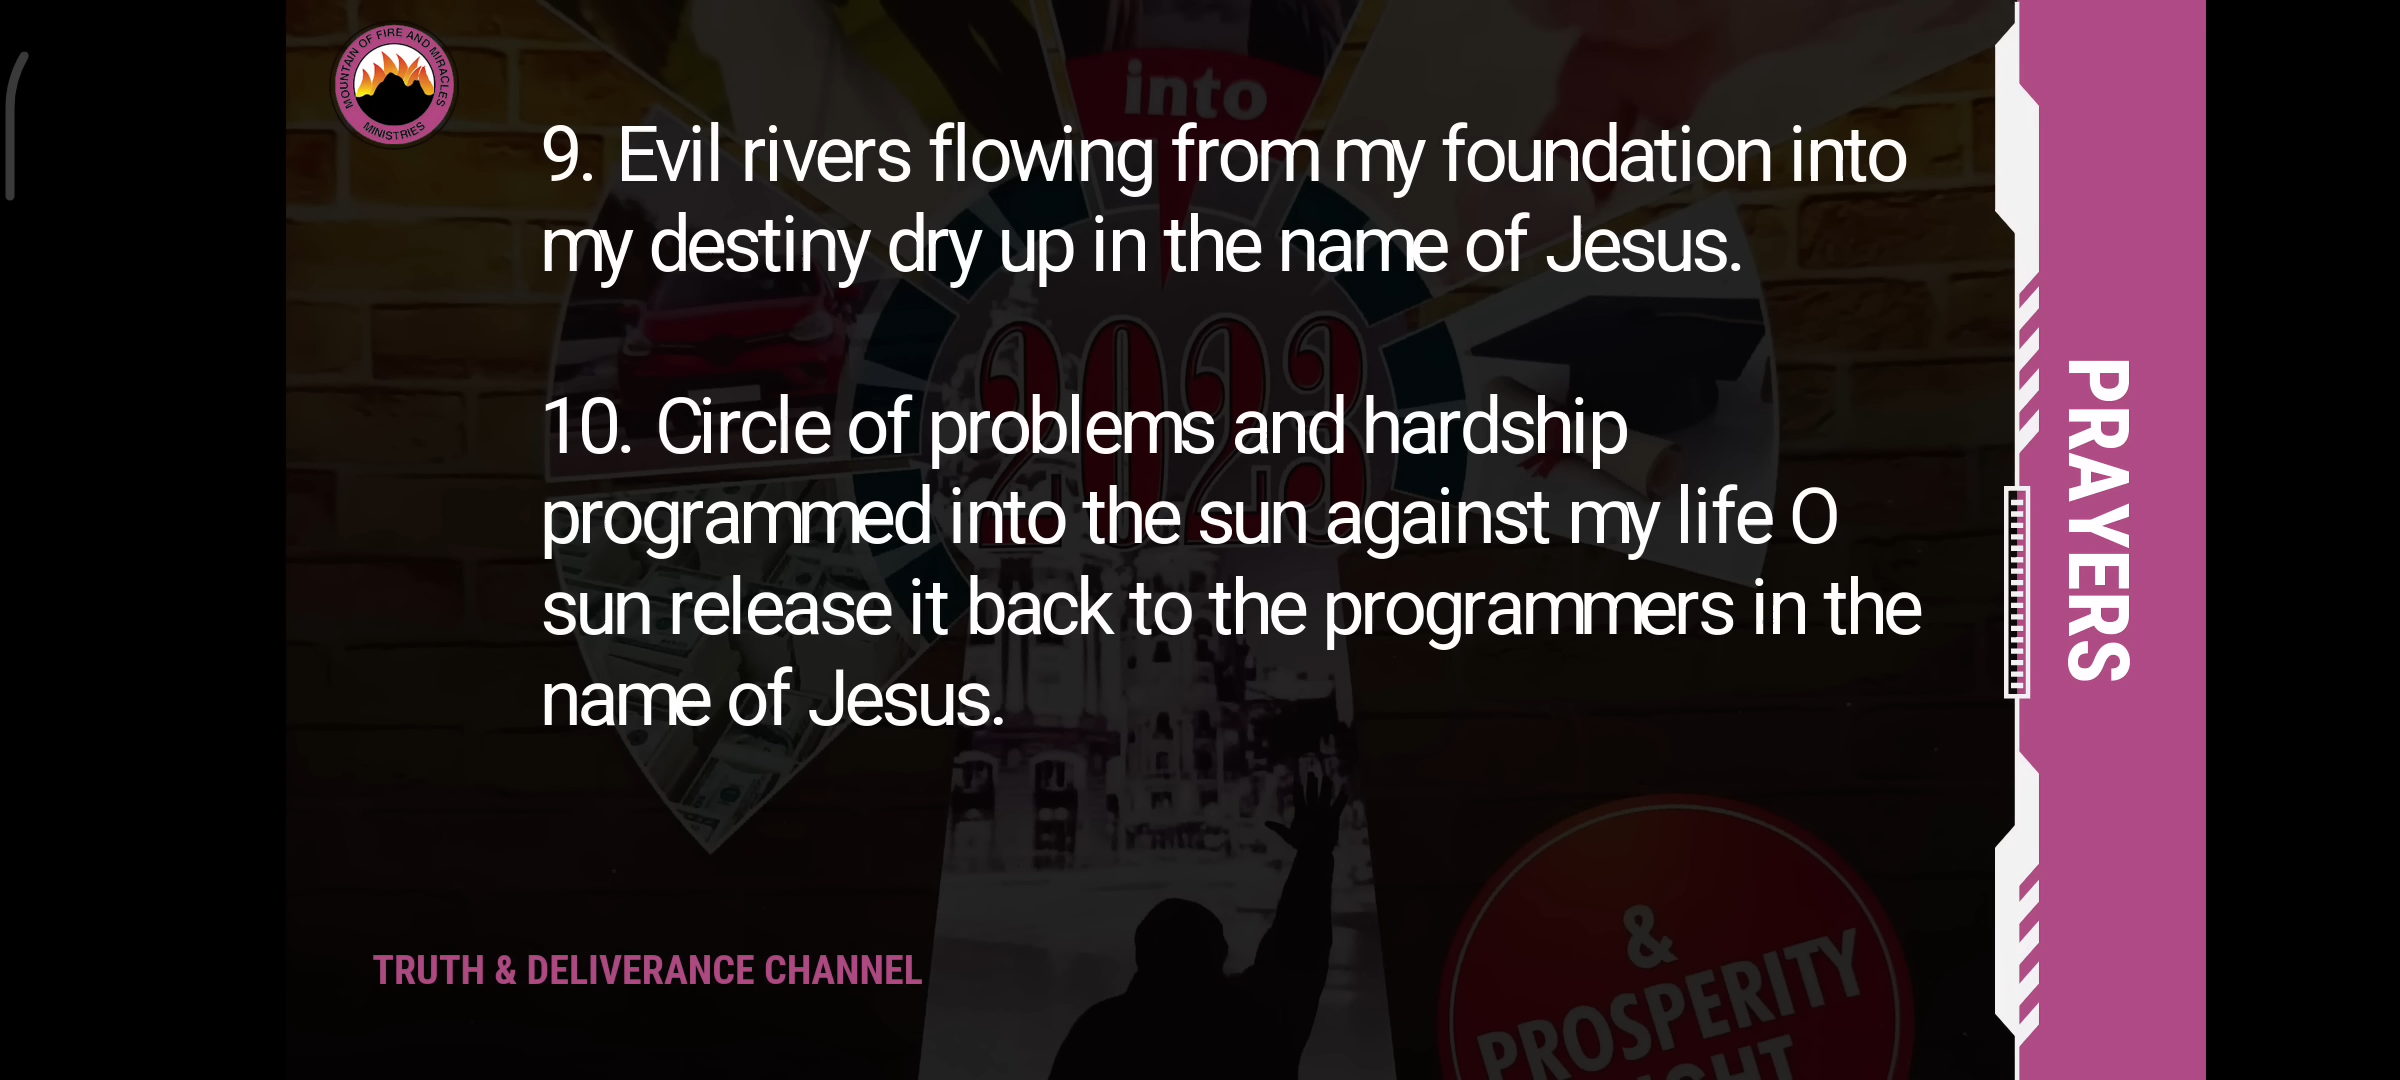 MOUNTAIN OF FIRE AND MIRACLES
MINISTRIES
into
9. Evil rivers flowing from my foundation into
my destiny dry up in the name of Jesus.
2023
10. Circle of problems and hardship
programmed into the sun against my life O
sun release it back to the programmers in the
name of Jesus.
PRAYERS
TRUTH & DELIVERANCE CHANNEL
&
PROSPERITY